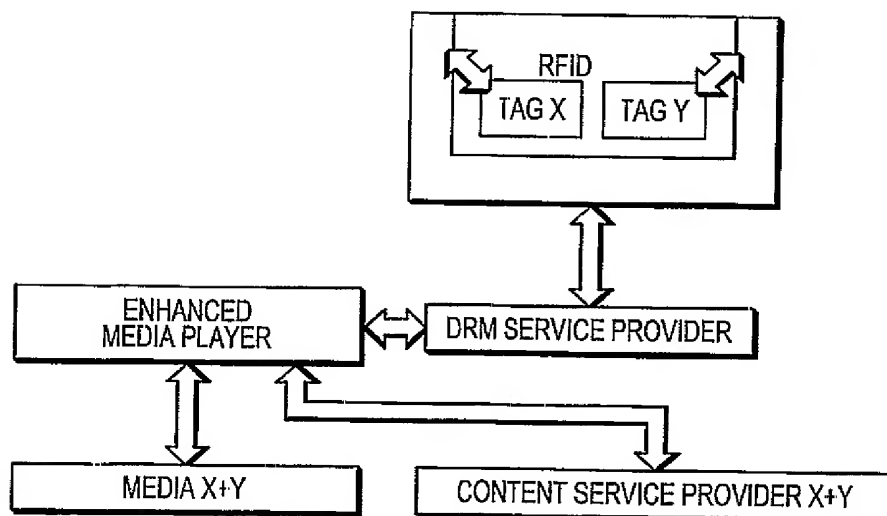 RFID
TAG X
TAG Y
ENHANCED
MEDIA PLAYER
DRM SERVICE PROVIDER
MEDIA X+Y
CONTENT SERVICE PROVIDER X+Y